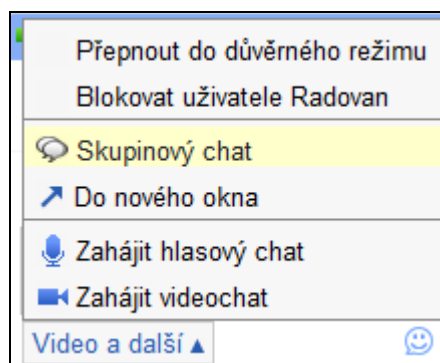 Přepnout do důvěrného režimu
Blokovat uživatele Radovan
Skupinový chat
Do nového okna
Zahájit hlasový chat
Zahájit videochat
Video a další ▲